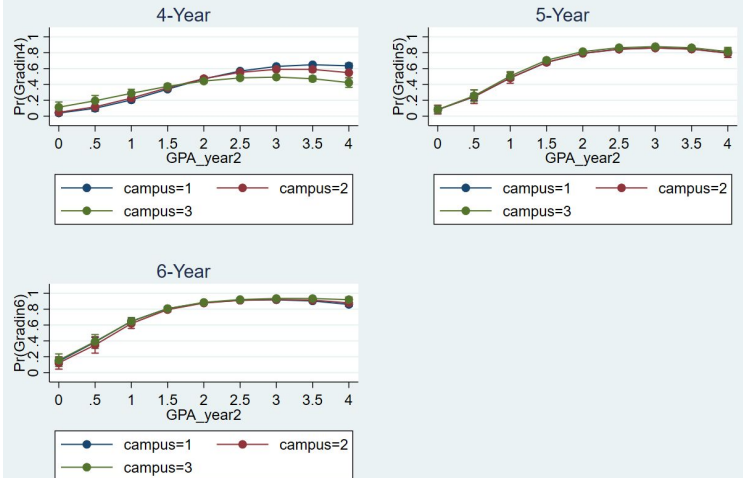 4-Year
Pr(Gradin4)
0 .2 .4 .6 .8 1
0 .5 1 1.5 2 2.5 3 3.5 4
GPA_year2
campus=1 campus=2
campus=3
5-Year
Pr(Gradin5)
0 .2 .4 .6 .8 1
0 .5 1 1.5 2 2.5 3 3.5 4
GPA_year2
campus=1 campus=2
campus=3
6-Year
Pr(Gradin6)
0 .2 .4 .6 .8 1
0 .5 1 1.5 2 2.5 3 3.5 4
GPA_year2
campus=1 campus=2
campus=3